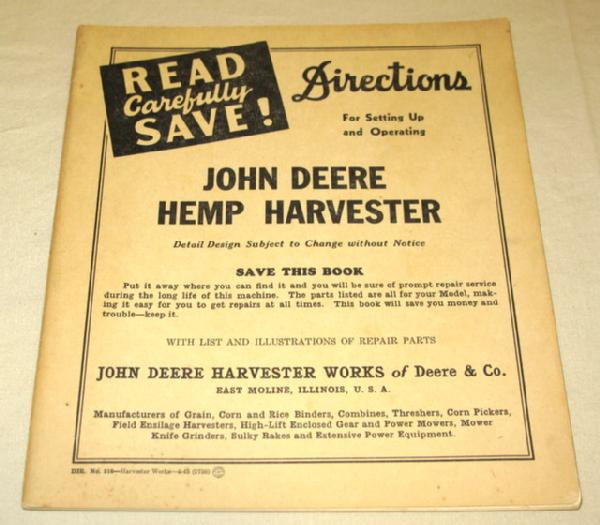 READ
Carefully
SAVE!
Directions
For Setting Up
and Operating
JOHN DEERE
HEMP HARVESTER
Detail Design Subject to Change without Notice
SAVE THIS BOOK
Put it away where you can find it and you will be sure of prompt repair service
during the long life of this machine. The parts listed are all for your Model, mak-
ing it easy for you to get repairs at all times. This book will save you money and
trouble—keep it.
WITH LIST AND ILLUSTRATIONS OF REPAIR PARTS
JOHN DEERE HARVESTER WORKS of Deere & Co.
EAST MOLINE, ILLINOIS, U. S. A.
Manufacturers of Grain, Corn and Rice Binders, Combines, Threshers, Corn Pickers,
Field Ensilage Harvesters, High-Lift Enclosed Gear and Power Mowers, Mower
Knife Grinders, Sulky Rakes and Extensive Power Equipment.
DIR. No. —Harvester Works—